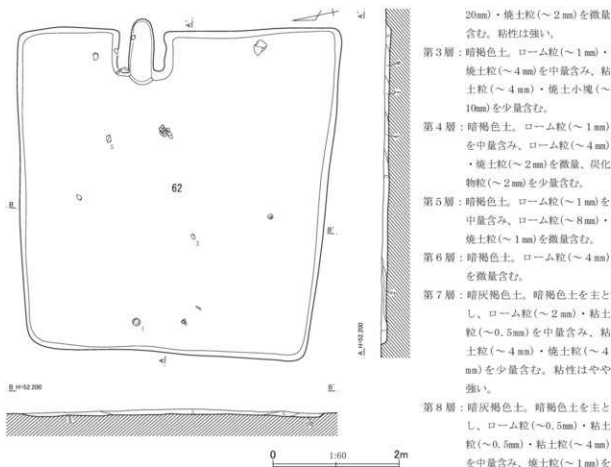 20mm)・焼土粒(～2mm)を微量
含む。粘性は強い。
第3層：暗褐色土。ローム粒(～1mm)・
焼土粒(～4mm)を中量含み、粘
土粒(～4mm)・焼土小塊(～
10mm)を少量含む。
第4層：暗褐色土。ローム粒(～1mm)
を中量含み、ローム粒(～4mm)
・焼土粒(～2mm)を微量、炭化
物粒(～2mm)を少量含む。
第5層：暗褐色土。ローム粒(～1mm)を
中量含み、ローム粒(～8mm)・
焼土粒(～1mm)を微量含む。
第6層：暗褐色土。ローム粒(～4mm)
を微量含む。
第7層：暗灰褐色土。暗褐色土を主と
し、ローム粒(～2mm)・粘土
粒(～0.5mm)を中量含み、粘
土粒(～4mm)・焼土粒(～4
mm)を少量含む。粘性はやや
強い。
第8層：暗灰褐色土。暗褐色土を主と
し、ローム粒(～0.5mm)・粘土
粒(～0.5mm)・粘土粒(～4mm)
を中量含み、焼土粒(～1mm)を
A'
A'
5
62
B
B'
3
1
A
A H=52.200
B H=52.200
B'
0 1:60 2m